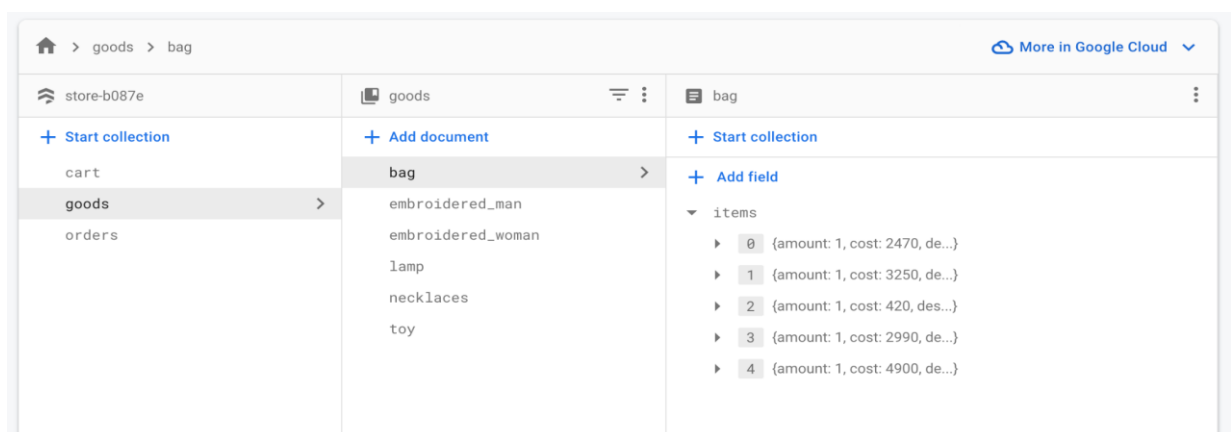 goods > bag
More in Google Cloud
store-b087e
+ Start collection
cart
goods >
orders
goods
+ Add document
bag >
embroidered_man
embroidered_woman
lamp
necklaces
toy
bag
+ Start collection
+ Add field
items
0 {amount: 1, cost: 2470, de...}
1 {amount: 1, cost: 3250, de...}
2 {amount: 1, cost: 420, des...}
3 {amount: 1, cost: 2990, de...}
4 {amount: 1, cost: 4900, de...}